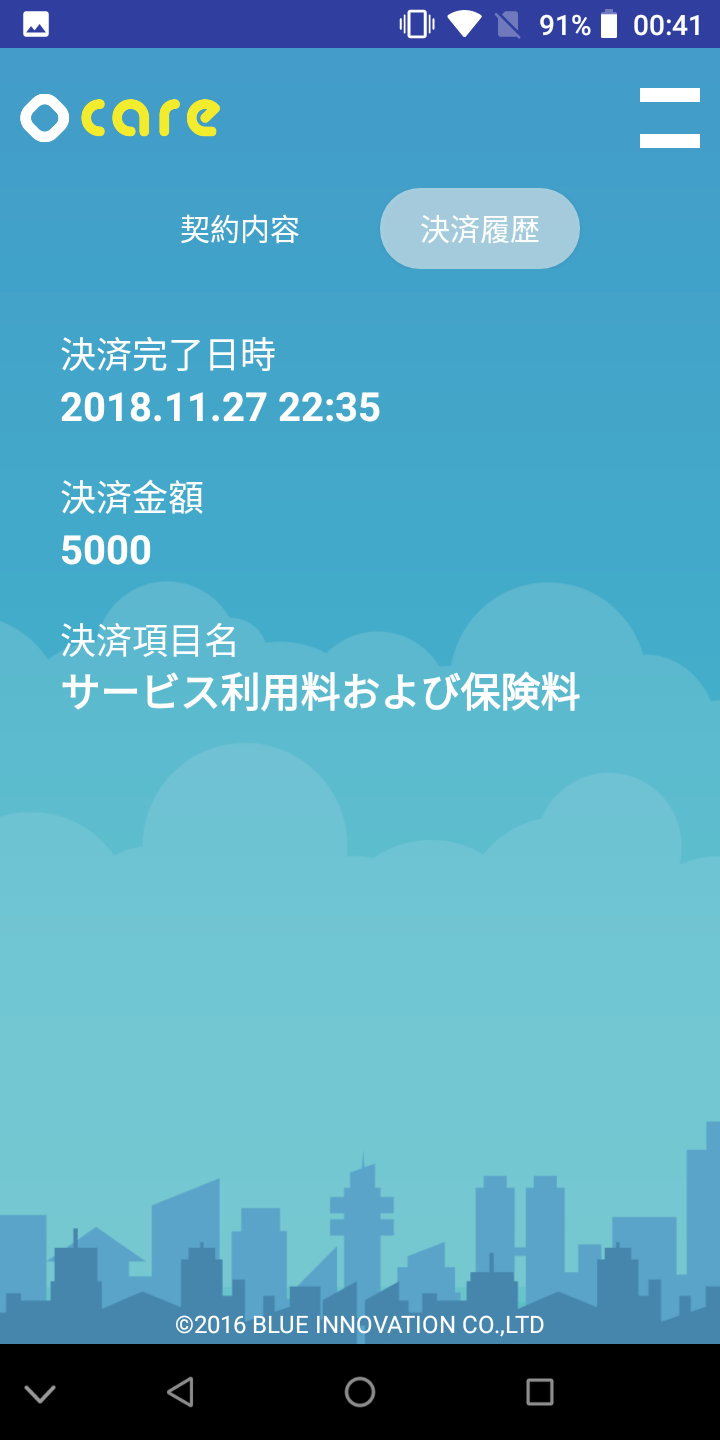 91% 00:41
care
契約内容 決済履歴
決済完了日時
2018.11.27 22:35
決済金額
5000
決済項目名
サービス利用料および保険料
©2016 BLUE INNOVATION CO.,LTD